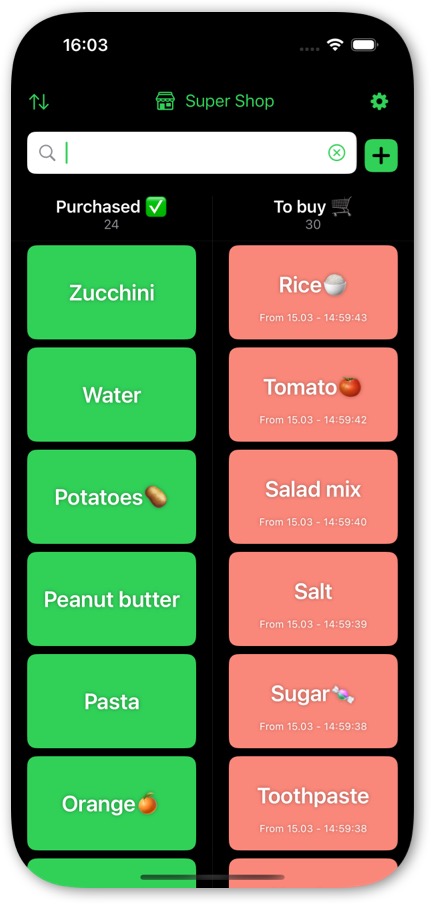 16:03
Super Shop
Purchased ✅
24
Zucchini
Water
Potatoes🥔
Peanut butter
Pasta
Orange🍊
To buy 🛒
30
Rice🍚
From 15.03 - 14:59:43
Tomato🍅
From 15.03 - 14:59:42
Salad mix
From 15.03 - 14:59:40
Salt
From 15.03 - 14:59:39
Sugar🍬
From 15.03 - 14:59:38
Toothpaste
From 15.03 - 14:59:38